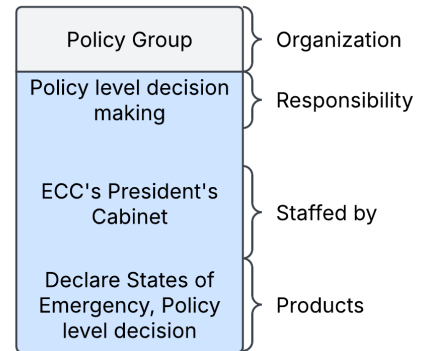 Policy Group
Organization
Policy level decision
making
Responsibility
ECC's President's
Cabinet
Staffed by
Declare States of
Emergency, Policy
level decision
Products